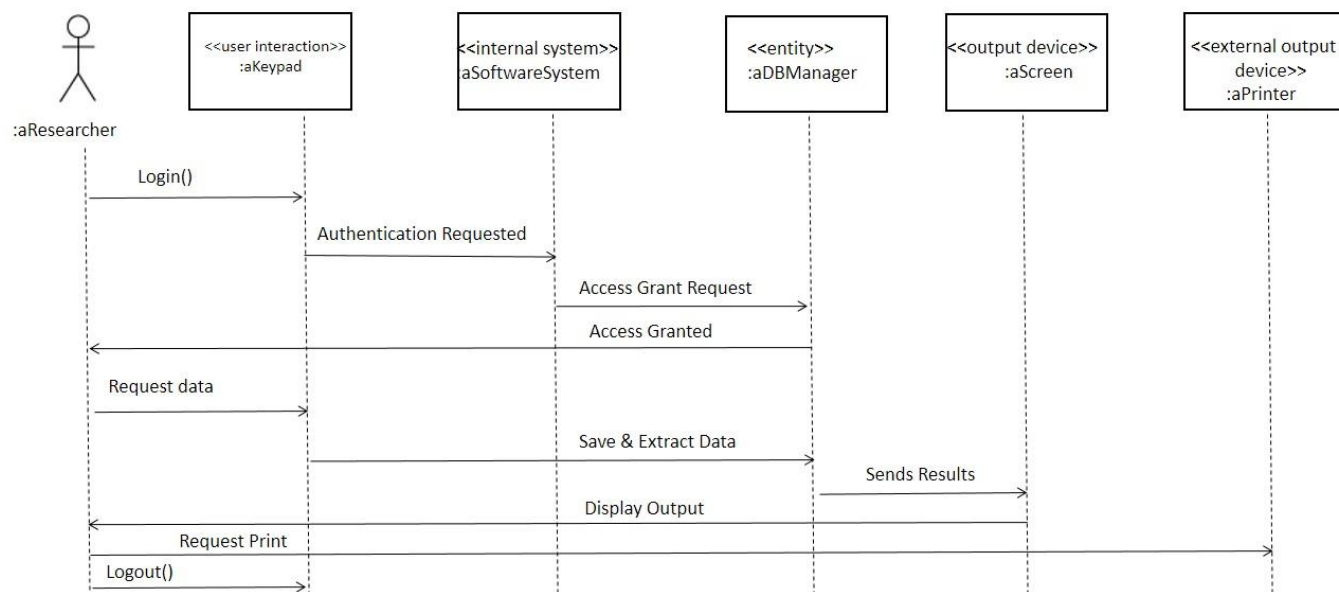 :aResearcher
<<user interaction>>
:aKeypad
<<internal system>>
:aSoftwareSystem
<<entity>>
:aDBManager
<<output device>>
:aScreen
<<external output
device>>
:aPrinter
Login()
Authentication Requested
Access Grant Request
Access Granted
Request data
Save & Extract Data
Sends Results
Display Output
Request Print
Logout()